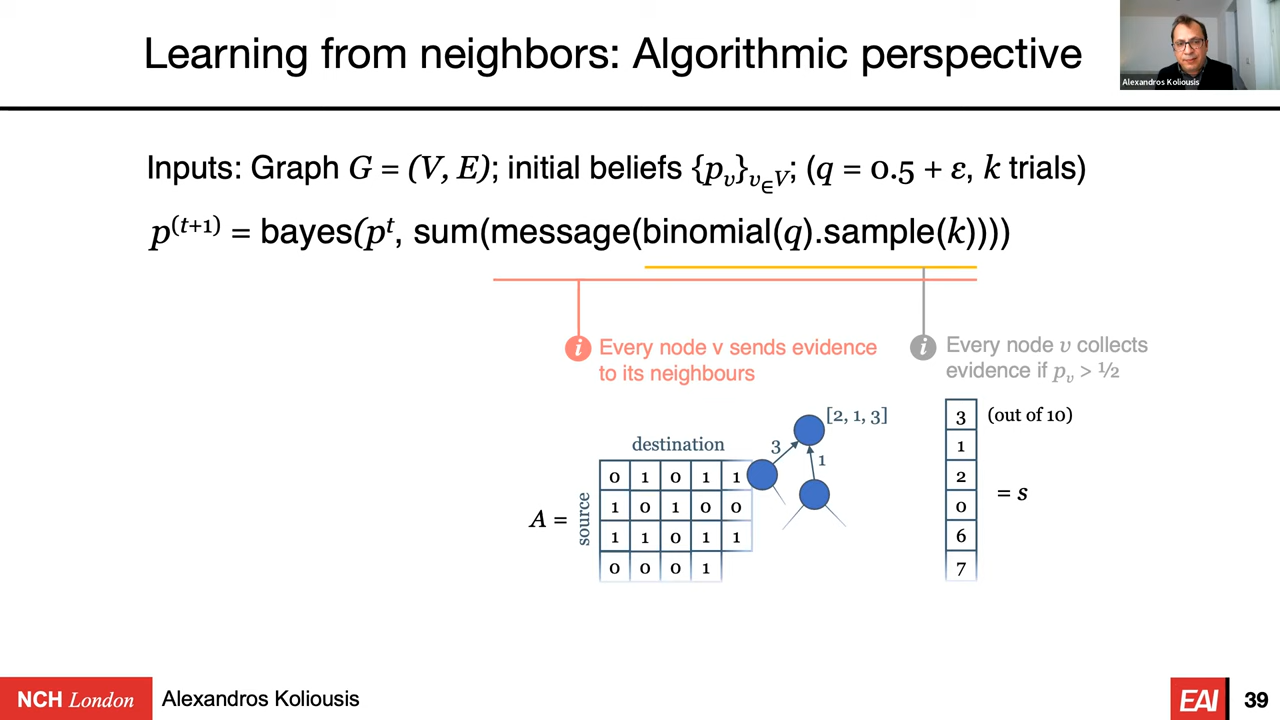 Learning from neighbors: Algorithmic perspective
Alexandros Koliousis
Inputs: Graph G = (V, E); initial beliefs {pᵥ}ᵥ∈V; (q = 0.5 + ε, k trials)
p⁽ᵗ⁺¹⁾ = bayes(pᵗ, sum(message(binomial(q).sample(k))))
i Every node v sends evidence
to its neighbours
i Every node v collects
evidence if pᵥ > ½
[2, 1, 3]
3
1
destination
source
A =
0 1 0 1 1
1 0 1 0 0
1 1 0 1 1
0 0 0 1
3 (out of 10)
1
2
0
6
7
= s
NCH London Alexandros Koliousis EAI 39